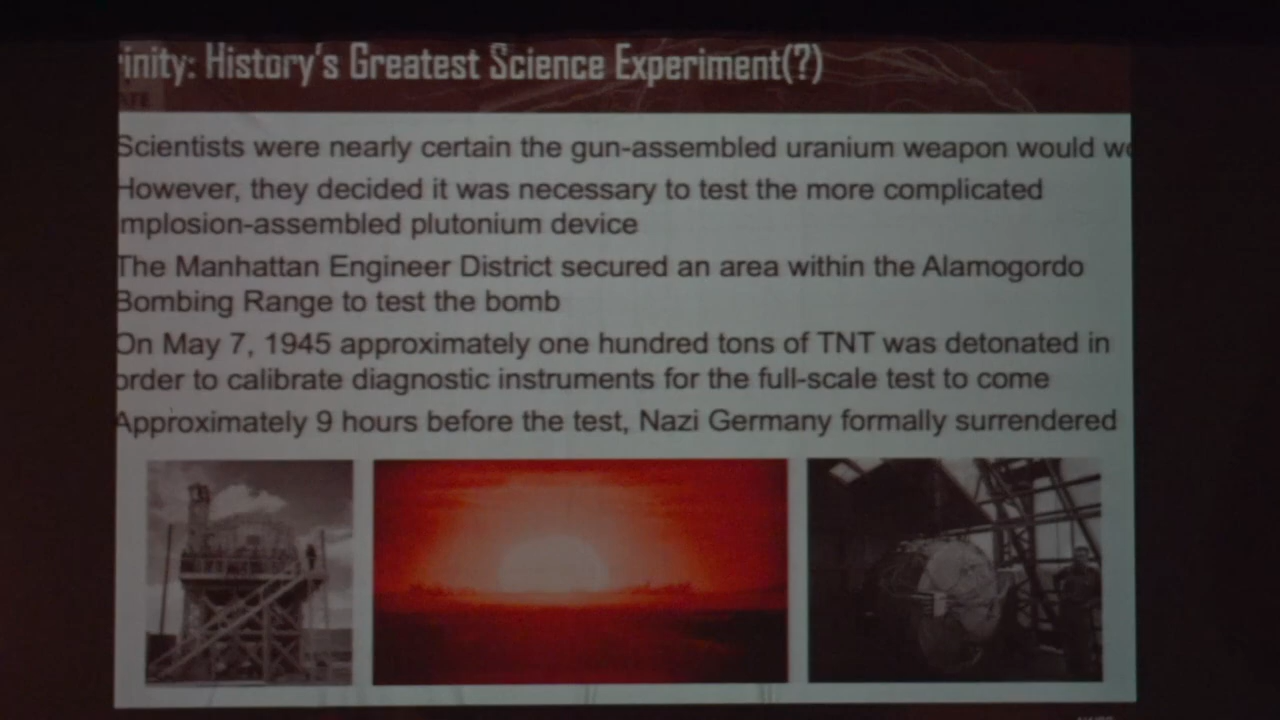 rinity: History's Greatest Science Experiment(?)
Scientists were nearly certain the gun-assembled uranium weapon would wo
However, they decided it was necessary to test the more complicated
mplosion-assembled plutonium device
The Manhattan Engineer District secured an area within the Alamogordo
Bombing Range to test the bomb
On May 7, 1945 approximately one hundred tons of TNT was detonated in
order to calibrate diagnostic instruments for the full-scale test to come
Approximately 9 hours before the test, Nazi Germany formally surrendered